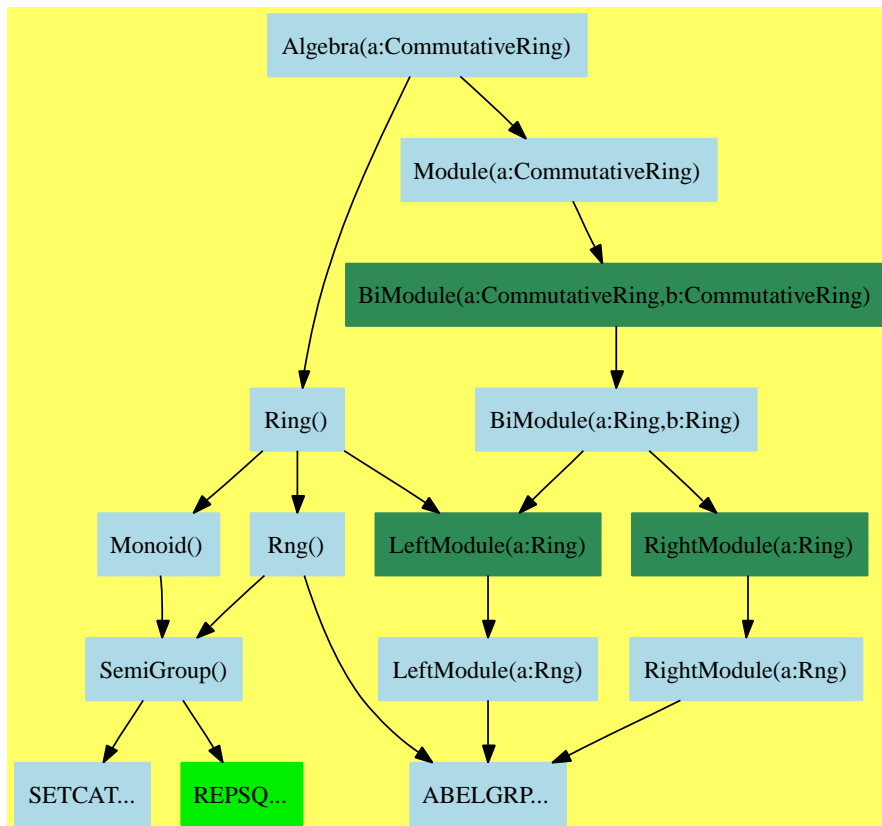 Algebra(a:CommutativeRing)
Module(a:CommutativeRing)
BiModule(a:CommutativeRing,b:CommutativeRing)
Ring()
BiModule(a:Ring,b:Ring)
Monoid()
Rng()
LeftModule(a:Ring)
RightModule(a:Ring)
SemiGroup()
LeftModule(a:Rng)
RightModule(a:Rng)
SETCAT...
REPSQ...
ABELGRP...